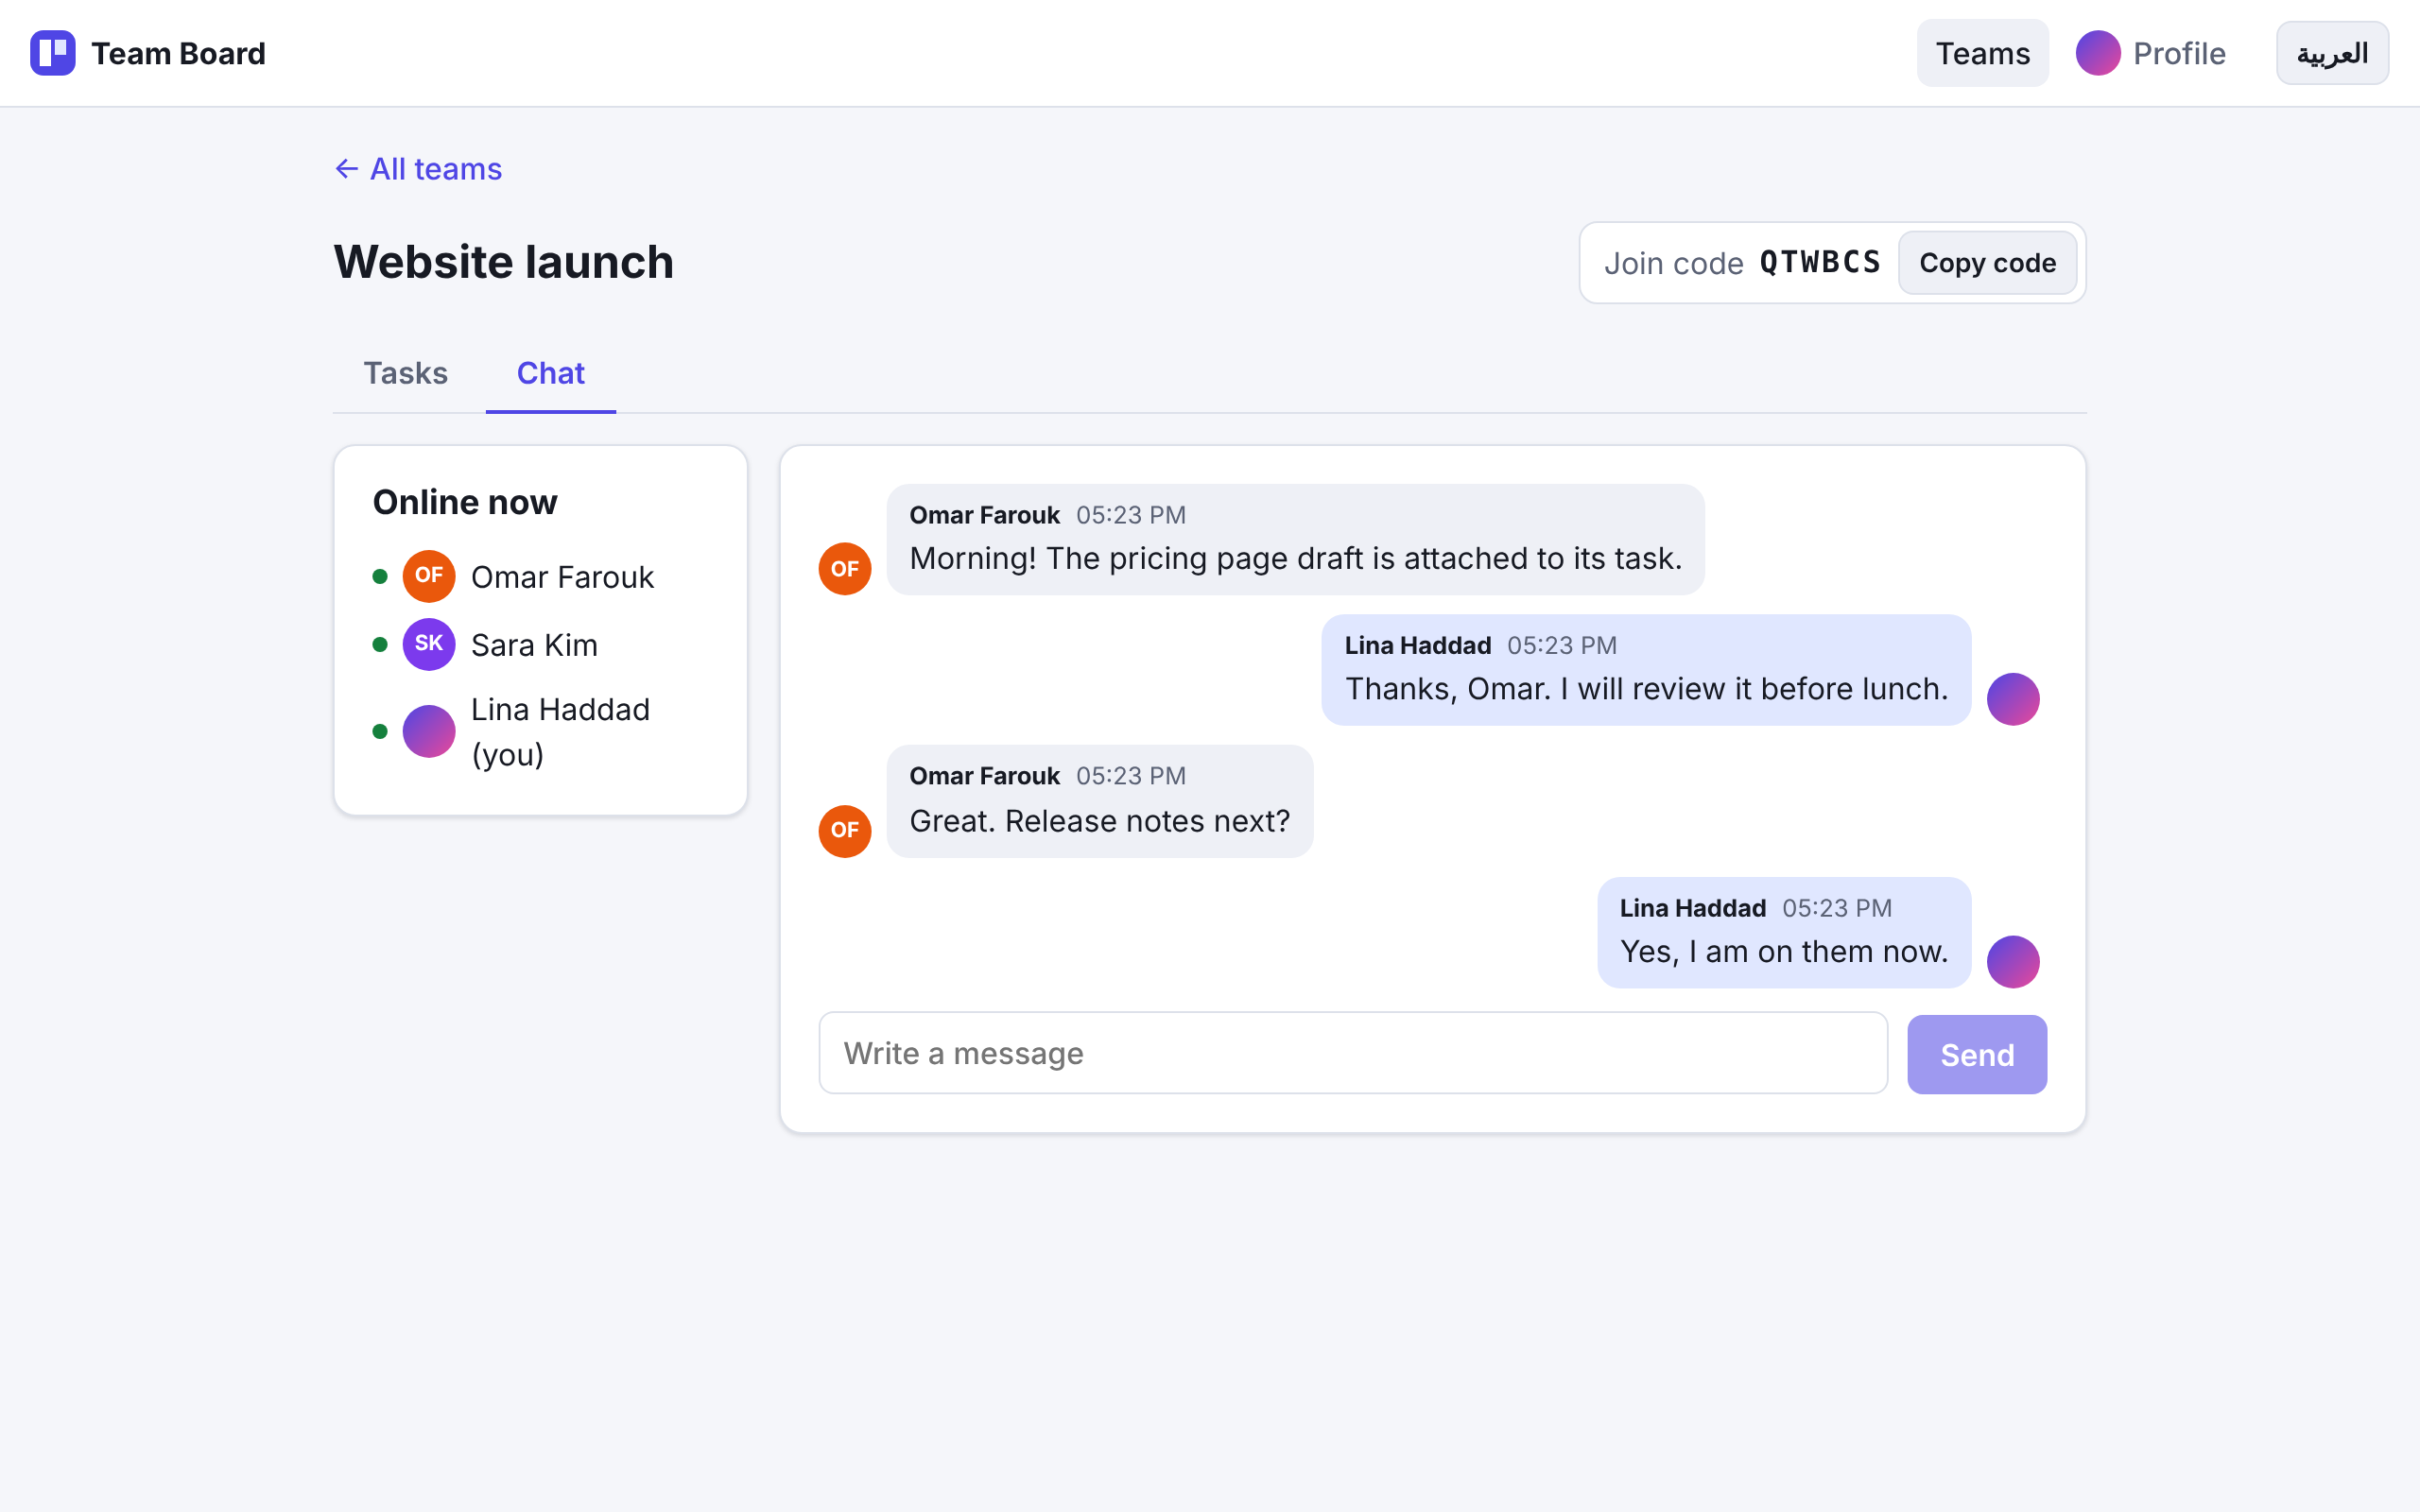 Team Board
Teams
Profile
العربية
← All teams
Website launch
Join code QTWBCS
Copy code
Tasks
Chat
Online now
OF Omar Farouk
SK Sara Kim
Lina Haddad
(you)
Omar Farouk 05:23 PM
OF Morning! The pricing page draft is attached to its task.
Lina Haddad 05:23 PM
Thanks, Omar. I will review it before lunch.
Omar Farouk 05:23 PM
OF Great. Release notes next?
Lina Haddad 05:23 PM
Yes, I am on them now.
Write a message
Send